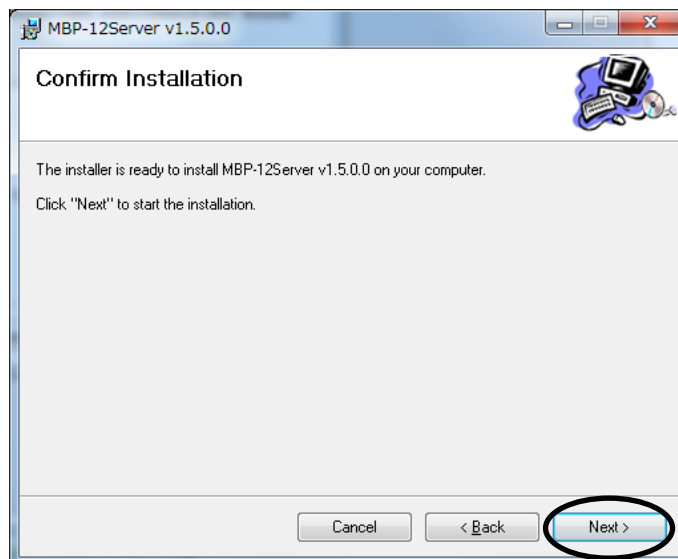 MBP-12Server v1.5.0.0
Confirm Installation
The installer is ready to install MBP-12Server v1.5.0.0 on your computer.
Click "Next" to start the installation.
Cancel
< Back
Next >